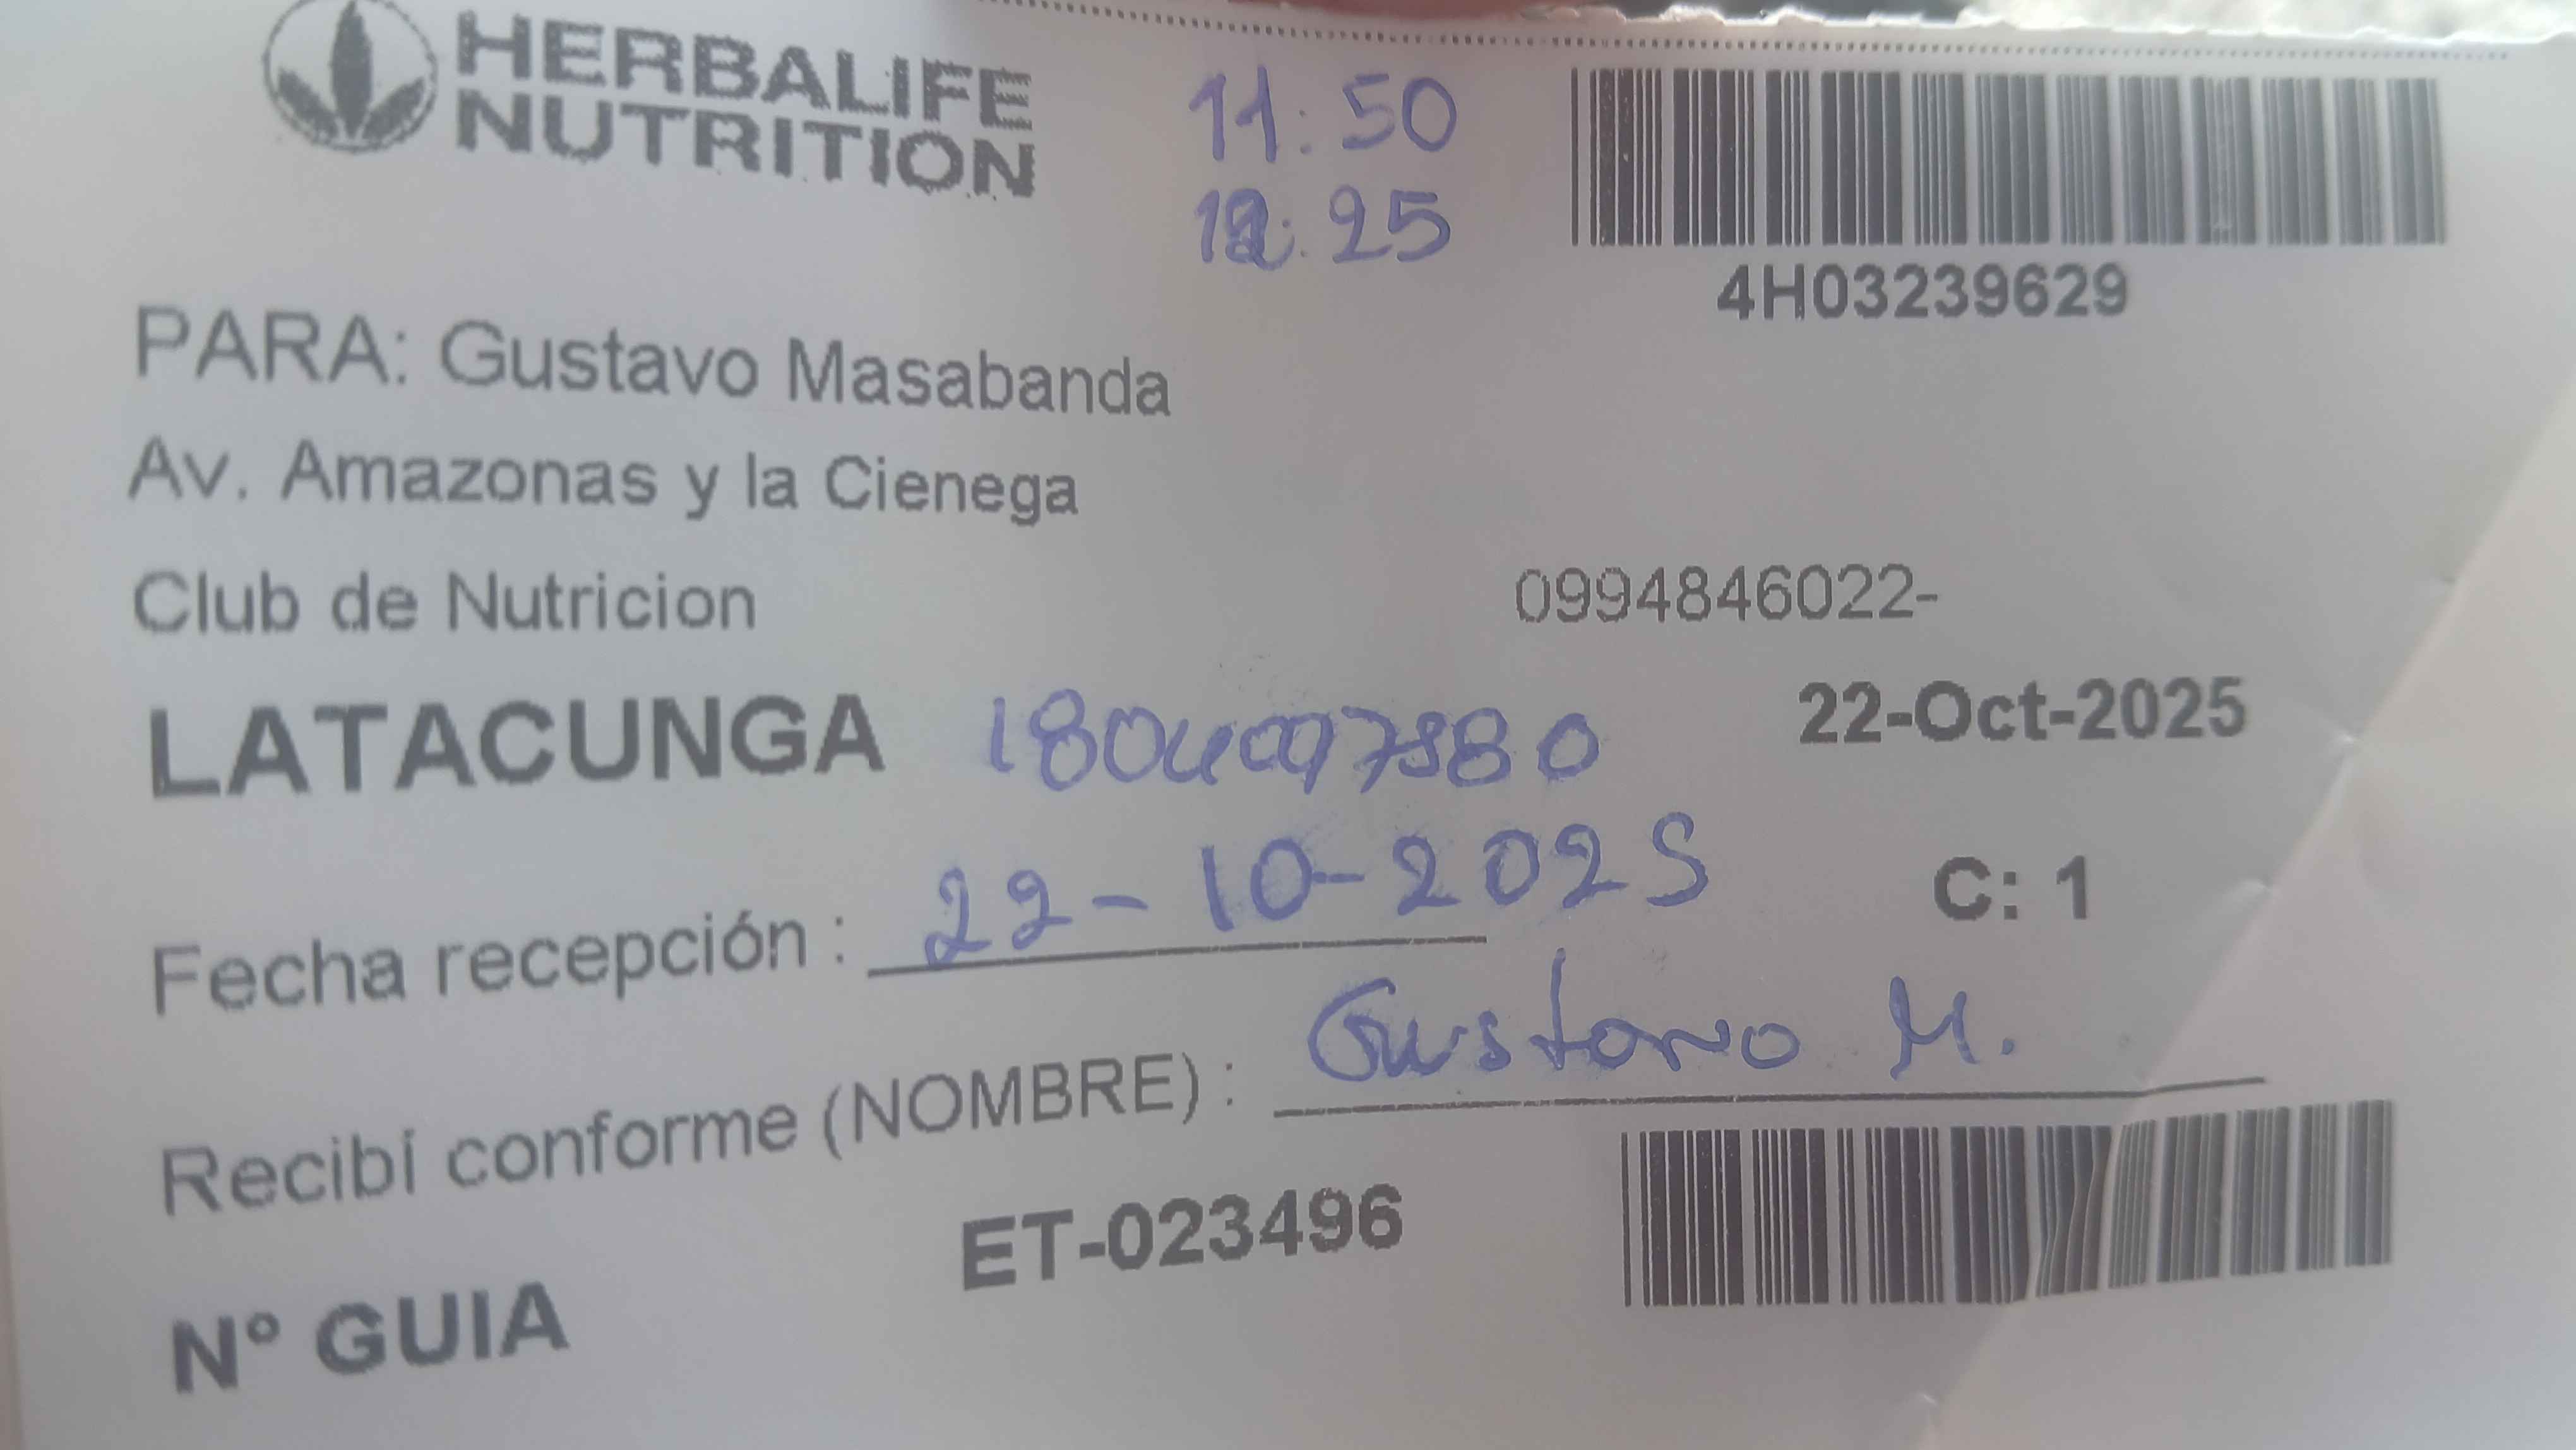 HERBALIFE
NUTRITION
11:50
12:25
4H03239629
PARA: Gustavo Masabanda
Av. Amazonas y la Cienega
Club de Nutricion
0994846022-
LATACUNGA
22-Oct-2025
Fecha recepción : 22-10-2025
C: 1
Recibí conforme (NOMBRE) : Gustavo M.
Nº GUIA ET-023496